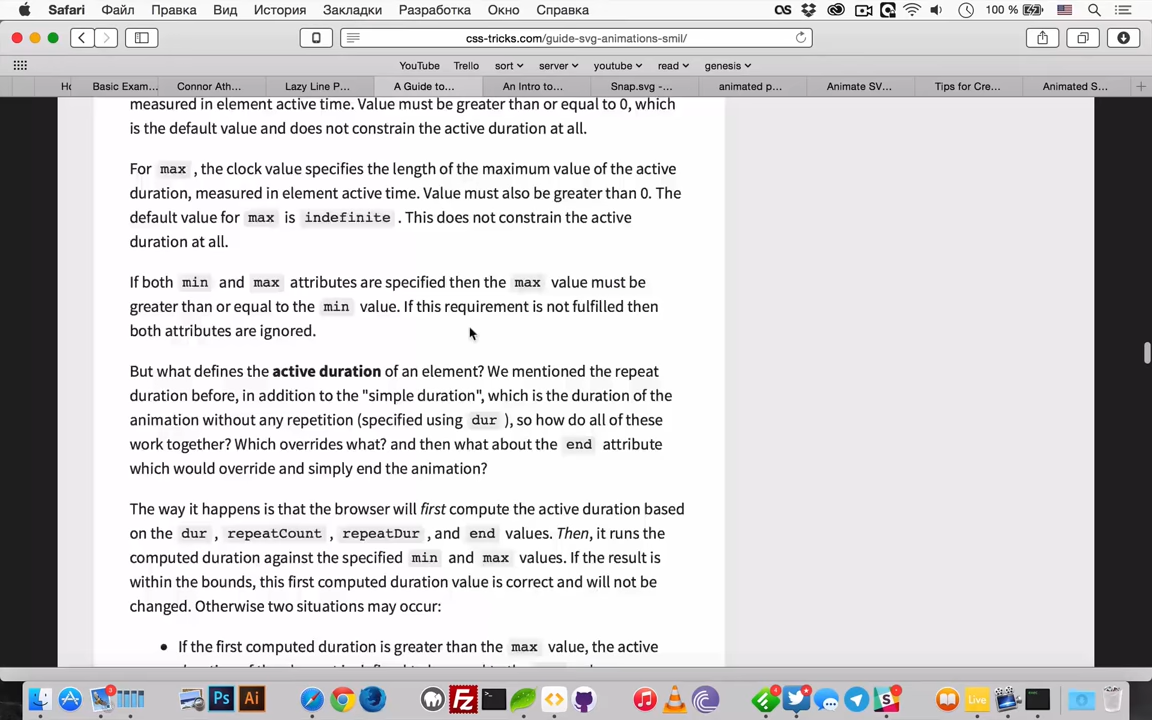 Safari Файл Правка Вид История Закладки Разработка Окно Справка 100 %
css-tricks.com/guide-svg-animations-smil/
YouTube Trello sort server youtube read genesis
Basic Exam... Connor Ath... Lazy Line P... A Guide to... An Intro to... Snap.svg -... animated p... Animate SV... Tips for Cre... Animated S...
measured in element active time. Value must be greater than or equal to 0, which
is the default value and does not constrain the active duration at all.
For max , the clock value specifies the length of the maximum value of the active
duration, measured in element active time. Value must also be greater than 0. The
default value for max is indefinite . This does not constrain the active
duration at all.
If both min and max attributes are specified then the max value must be
greater than or equal to the min value. If this requirement is not fulfilled then
both attributes are ignored.
But what defines the active duration of an element? We mentioned the repeat
duration before, in addition to the "simple duration", which is the duration of the
animation without any repetition (specified using dur ), so how do all of these
work together? Which overrides what? and then what about the end attribute
which would override and simply end the animation?
The way it happens is that the browser will first compute the active duration based
on the dur , repeatCount , repeatDur , and end values. Then, it runs the
computed duration against the specified min and max values. If the result is
within the bounds, this first computed duration value is correct and will not be
changed. Otherwise two situations may occur:
• If the first computed duration is greater than the max value, the active
Ps Ai Fz Live